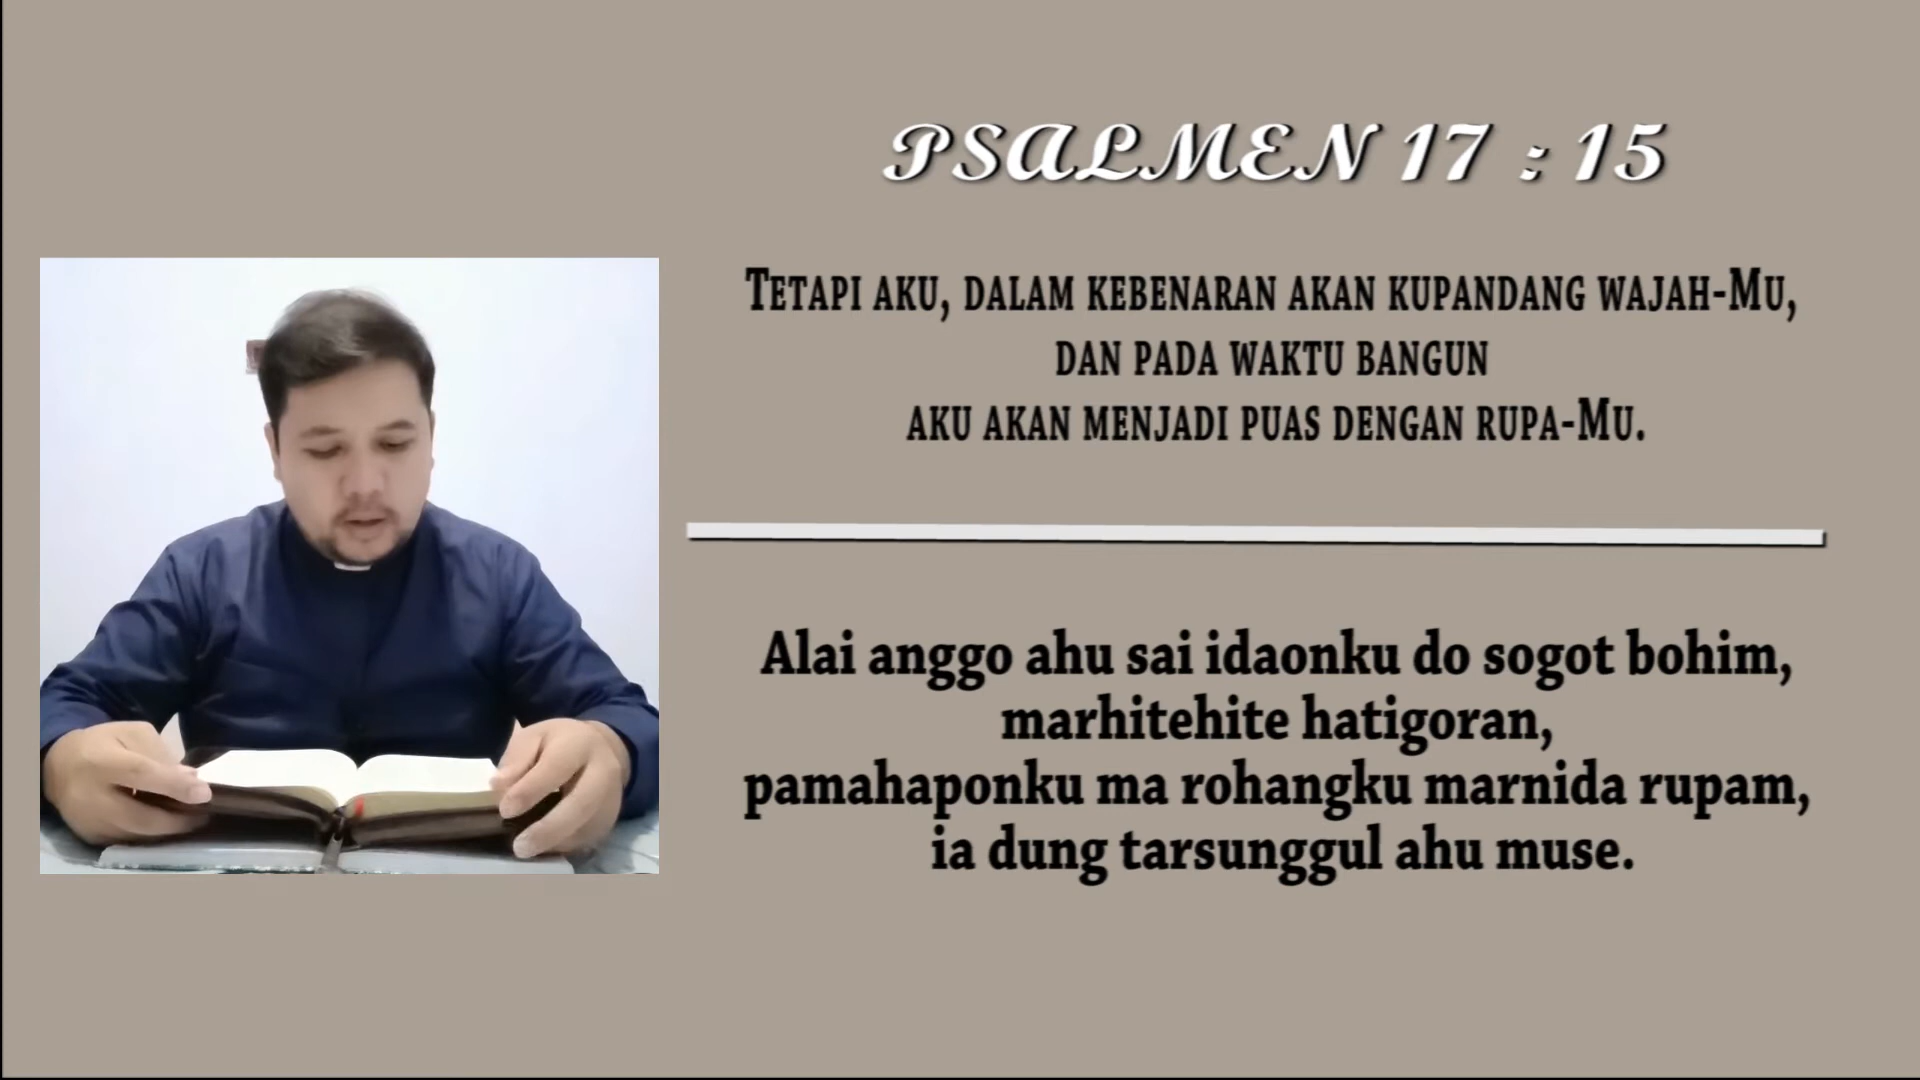 PSALMEN 17 : 15
Tetapi aku, dalam kebenaran akan kupandang wajah-Mu,
dan pada waktu bangun
aku akan menjadi puas dengan rupa-Mu.
Alai anggo ahu sai idaonku do sogot bohim,
marhitehite hatigoran,
pamahaponku ma rohangku marnida rupam,
ia dung tarsunggul ahu muse.